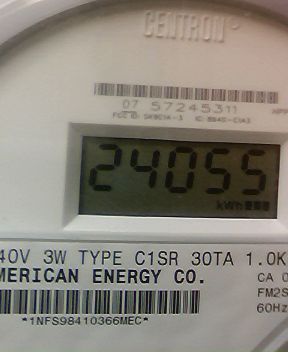 CENTRON
07 57245311
24055
kWh
40V 3W TYPE C1SR 30TA 1.0K
MERICAN ENERGY CO.
CA 0
FM2S
60Hz
*1NFS98410366MEC*